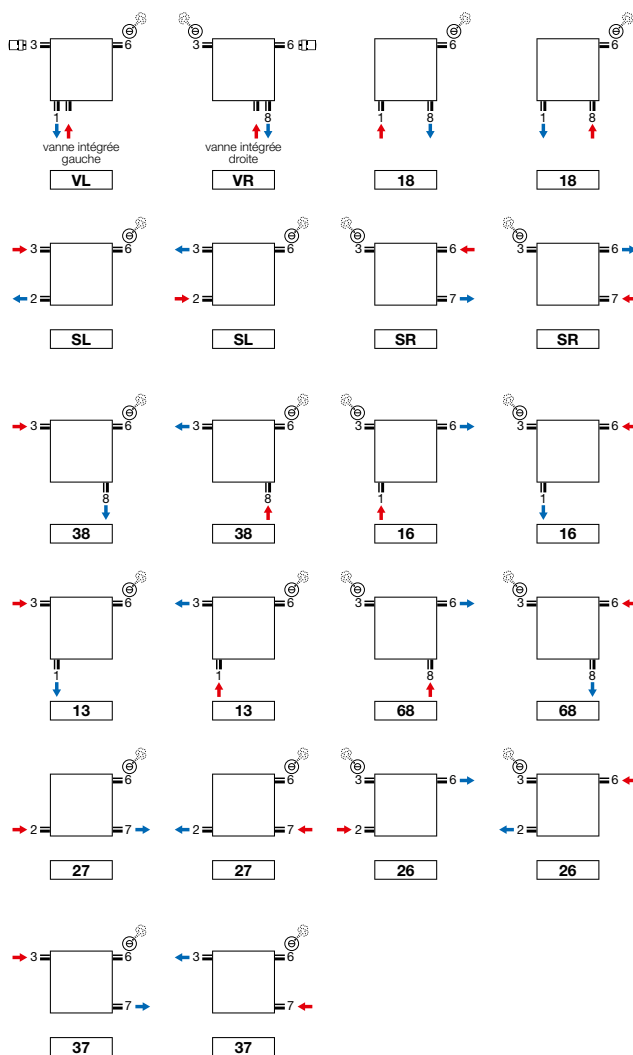 3 6 3 6 6 6
1 8 1 8 1 8
vanne intégrée vanne intégrée
gauche droite
VL VR 18 18
3 6 3 6 3 6 3 6
2 2 7 7
SL SL SR SR
3 6 3 6 3 6 3 6
8 8 1 1
38 38 16 16
3 6 3 6 3 6 3 6
1 1 8 8
13 13 68 68
6 6 3 6 3 6
2 7 2 7 2 2
27 27 26 26
3 6 3 6
7 7
37 37